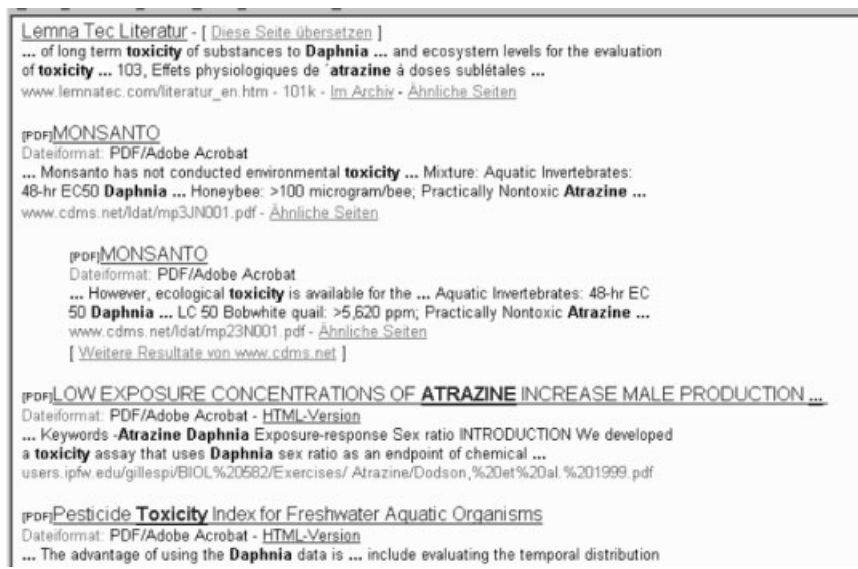 Lemna Tec Literatur - [ Diese Seite übersetzen ]
... of long term toxicity of substances to Daphnia ... and ecosystem levels for the evaluation
of toxicity ... 103, Effets physiologiques de ´atrazine à doses sublétales ...
www.lemnatec.com/literatur_en.htm - 101k - Im Archiv - Ähnliche Seiten
[PDF]MONSANTO
Dateiformat: PDF/Adobe Acrobat
... Monsanto has not conducted environmental toxicity ... Mixture: Aquatic Invertebrates:
48-hr EC50 Daphnia ... Honeybee: >100 microgram/bee; Practically Nontoxic Atrazine ...
www.cdms.net/ldat/mp3JN001.pdf - Ähnliche Seiten
[PDF]MONSANTO
Dateiformat: PDF/Adobe Acrobat
... However, ecological toxicity is available for the ... Aquatic Invertebrates: 48-hr EC
50 Daphnia ... LC 50 Bobwhite quail: >5,620 ppm; Practically Nontoxic Atrazine ...
www.cdms.net/ldat/mp23N001.pdf - Ähnliche Seiten
[ Weitere Resultate von www.cdms.net ]
[PDF]LOW EXPOSURE CONCENTRATIONS OF ATRAZINE INCREASE MALE PRODUCTION ...
Dateiformat: PDF/Adobe Acrobat - HTML-Version
... Keywords -Atrazine Daphnia Exposure-response Sex ratio INTRODUCTION We developed
a toxicity assay that uses Daphnia sex ratio as an endpoint of chemical ...
users.ipfw.edu/gillespi/BIOL%20582/Exercises/ Atrazine/Dodson,%20et%20al.%201999.pdf
[PDF]Pesticide Toxicity Index for Freshwater Aquatic Organisms
Dateiformat: PDF/Adobe Acrobat - HTML-Version
... The advantage of using the Daphnia data is ... include evaluating the temporal distribution